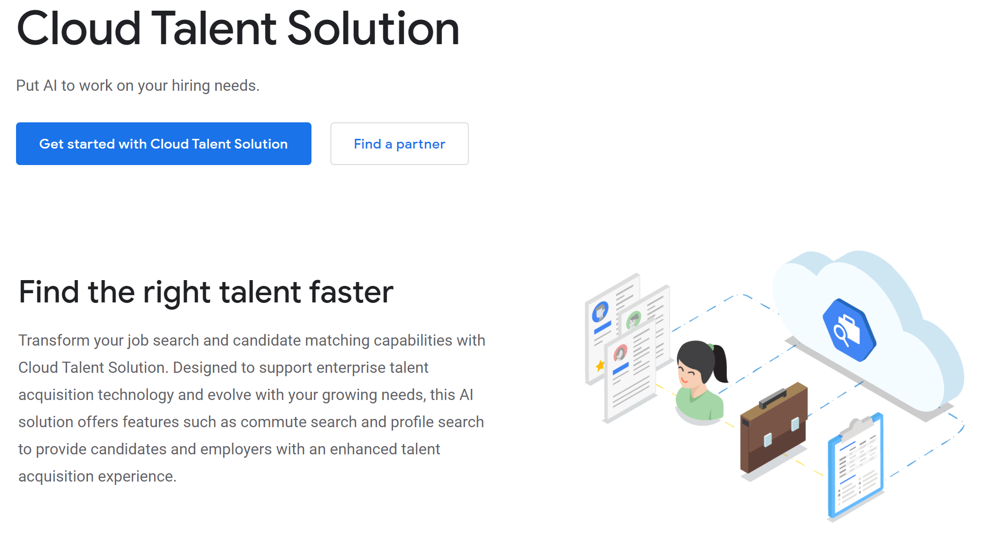 Cloud Talent Solution
Put AI to work on your hiring needs.
Get started with Cloud Talent Solution
Find a partner
Find the right talent faster
Transform your job search and candidate matching capabilities with
Cloud Talent Solution. Designed to support enterprise talent
acquisition technology and evolve with your growing needs, this AI
solution offers features such as commute search and profile search
to provide candidates and employers with an enhanced talent
acquisition experience.